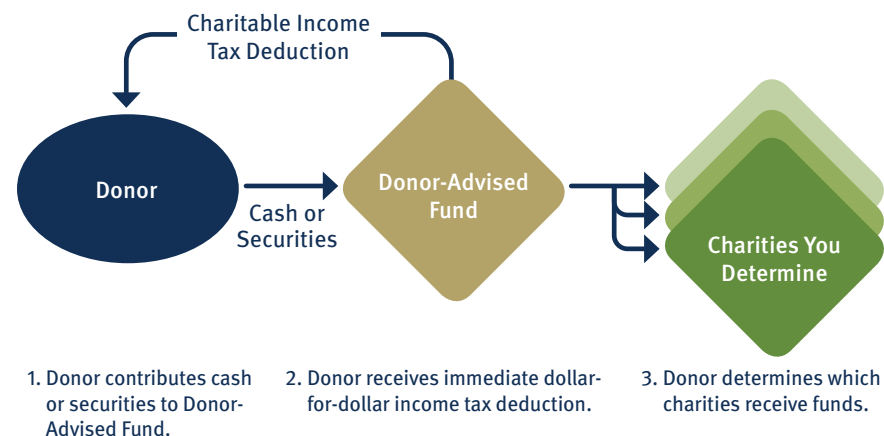 Charitable Income
Tax Deduction
Donor
Cash or
Securities
Donor-Advised
Fund
Charities You
Determine
1. Donor contributes cash
or securities to Donor-
Advised Fund.
2. Donor receives immediate dollar-
for-dollar income tax deduction.
3. Donor determines which
charities receive funds.